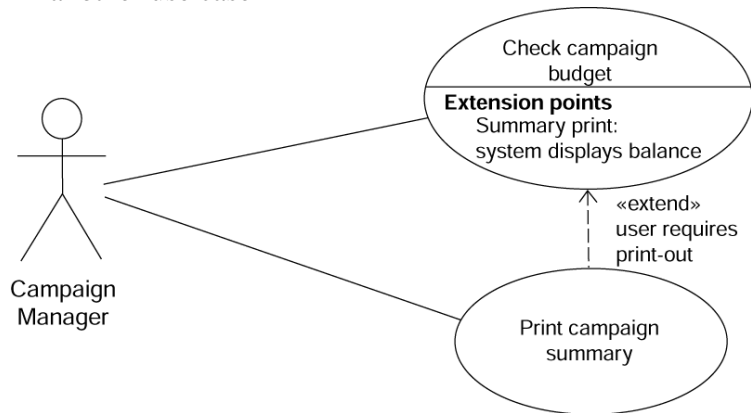 Check campaign
budget
Extension points
Summary print:
system displays balance
«extend»
user requires
print-out
Campaign
Manager
Print campaign
summary